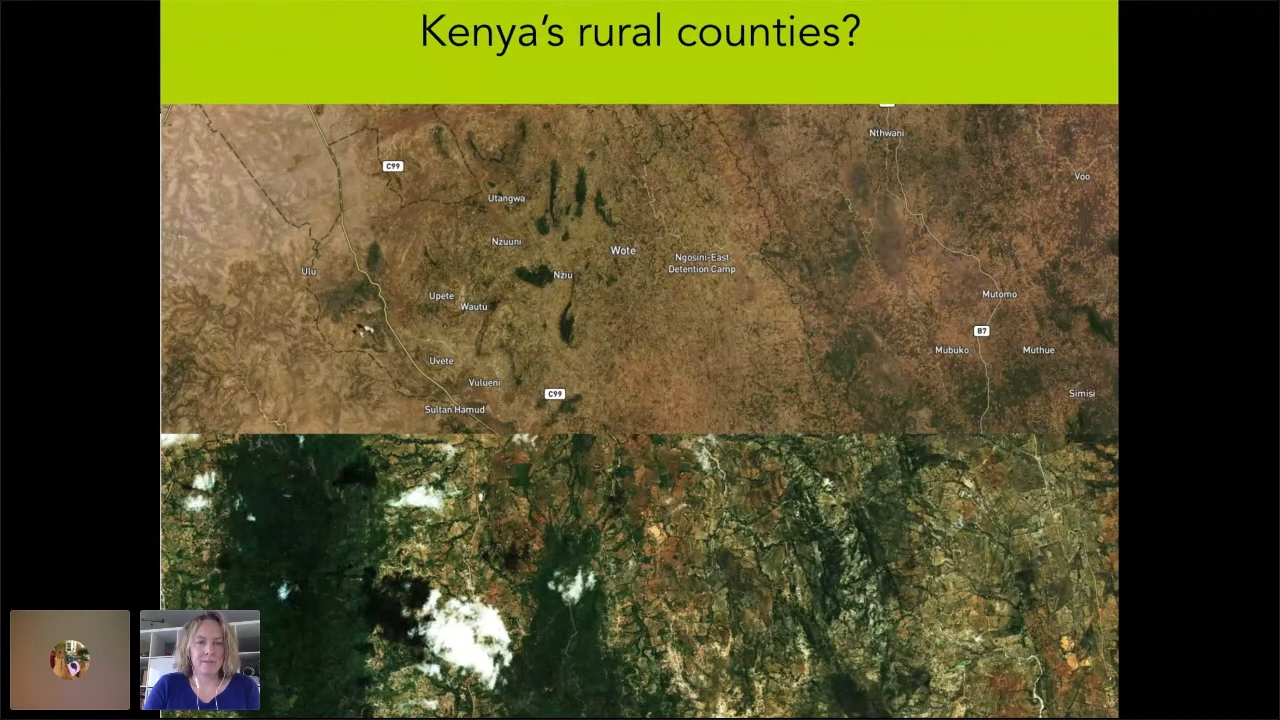 Kenya’s rural counties?
Nthwani
C99
Voo
Utangwa
Nzuuni
Wote
Ngosini-East
Detention Camp
Ulu
Nziu
Upete
Wautu
Mutomo
B7
Uvete
Mubuko
Muthue
Vulueni
C99
Simisi
Sultan Hamud